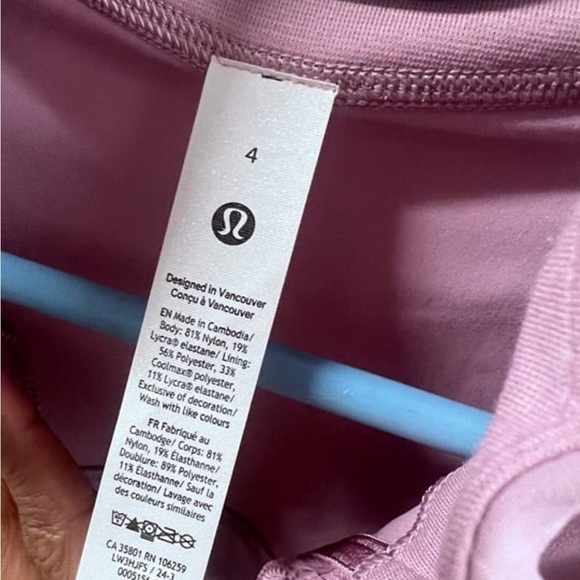 4
Designed in Vancouver
Conçu à Vancouver
EN Made in Cambodia/
Body: 81% Nylon, 19%
Lycra® elastane/ Lining:
56% Polyester, 33%
Coolmax® polyester,
11% Lycra® elastane/
Exclusive of decoration/
Wash with like colours
FR Fabriqué au
Cambodge/ Corps: 81%
Nylon, 19% Élasthanne/
Doublure: 89% Polyester,
11% Élasthanne/ Sauf la
décoration/ Lavage avec
des couleurs similaires
CA 35801 RN 106259
LW3HJFS / 24-3